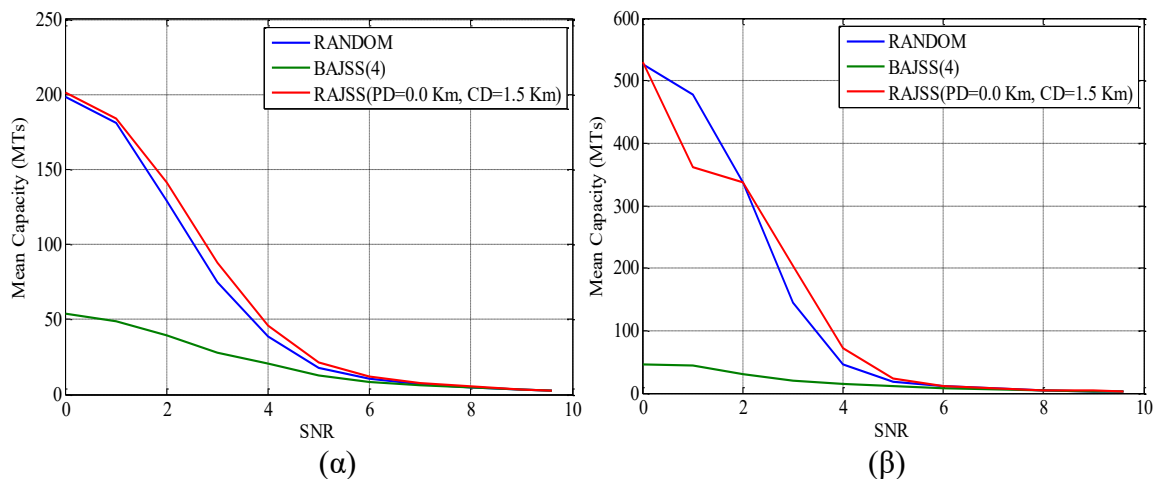 250
200
150
100
50
0
Mean Capacity (MTs)
0 2 4 6 8 10
SNR
RANDOM
BAJSS(4)
RAJSS(PD=0.0 Km, CD=1.5 Km)
(α)
600
500
400
300
200
100
0
Mean Capacity (MTs)
0 2 4 6 8 10
SNR
RANDOM
BAJSS(4)
RAJSS(PD=0.0 Km, CD=1.5 Km)
(β)